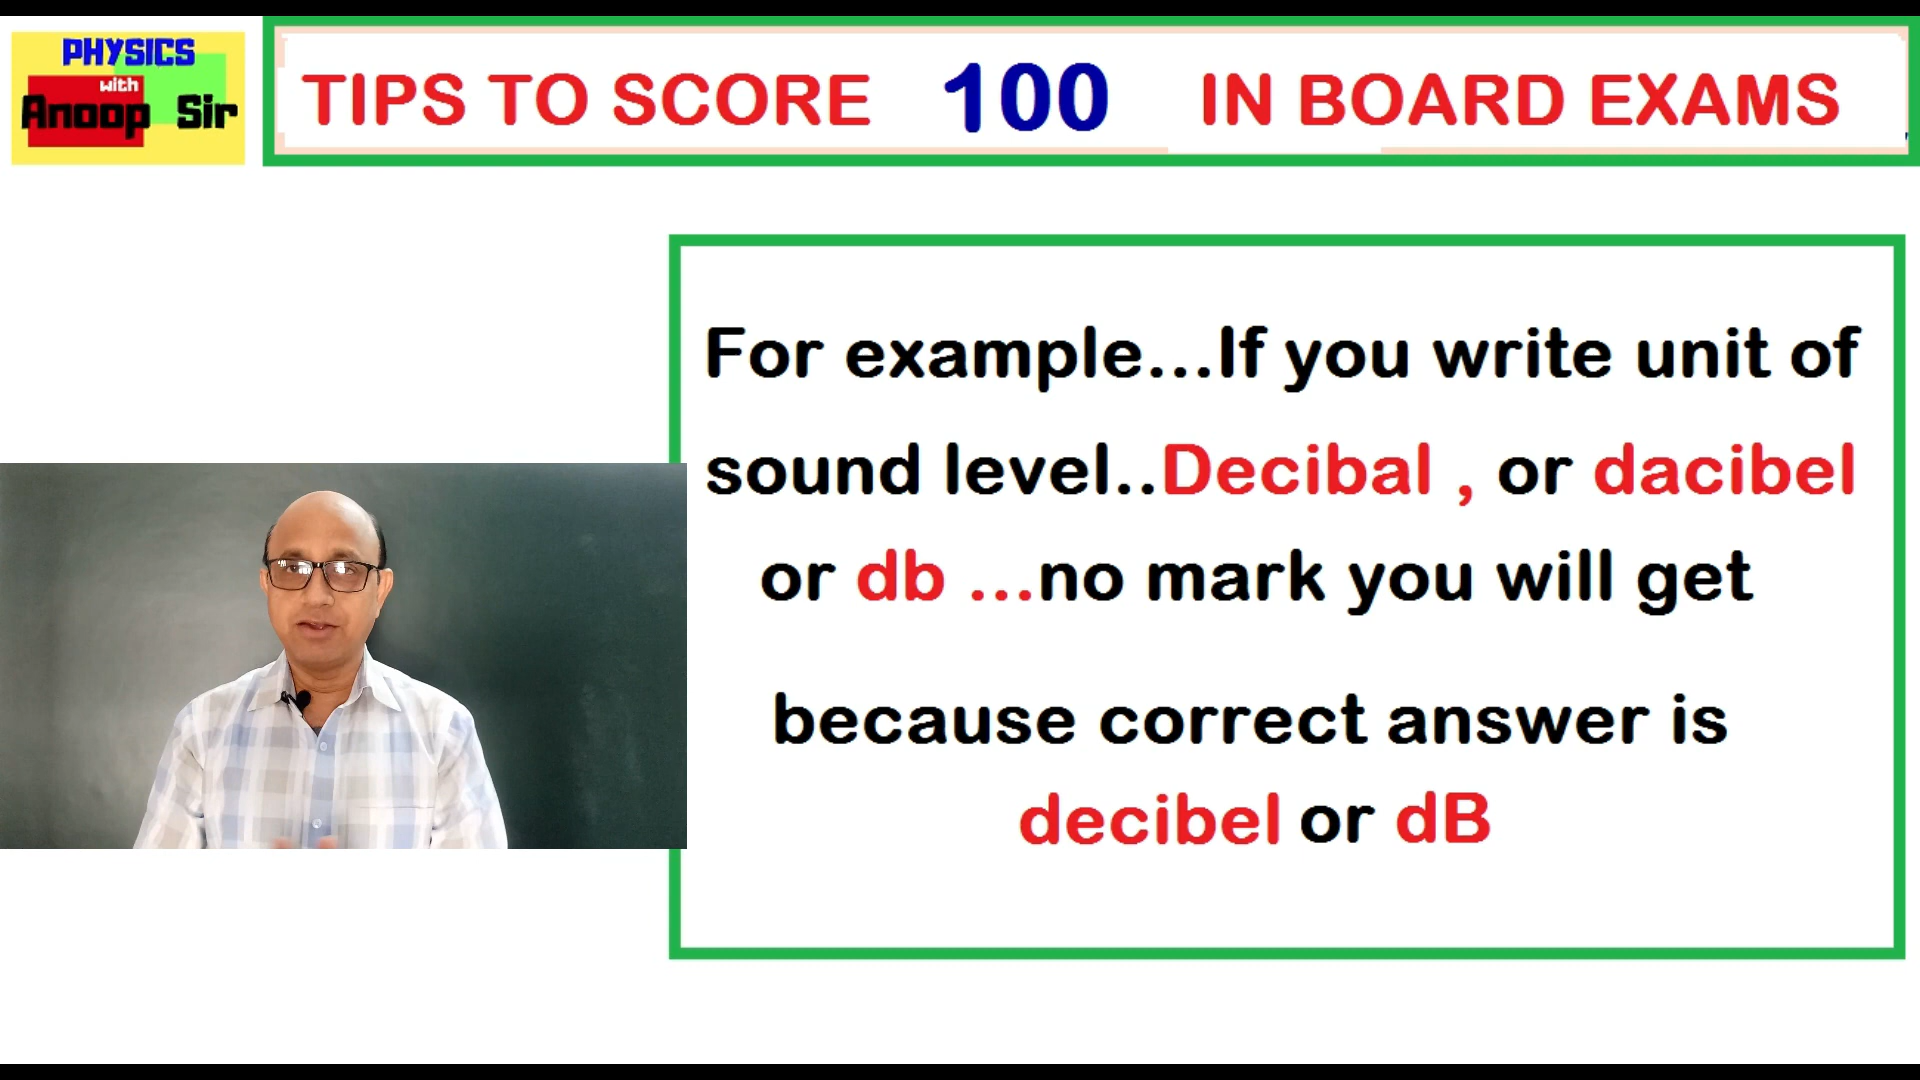 PHYSICS
with
Anoop Sir
TIPS TO SCORE 100 IN BOARD EXAMS
For example...If you write unit of
sound level..Decibal , or dacibel
or db ...no mark you will get
because correct answer is
decibel or dB